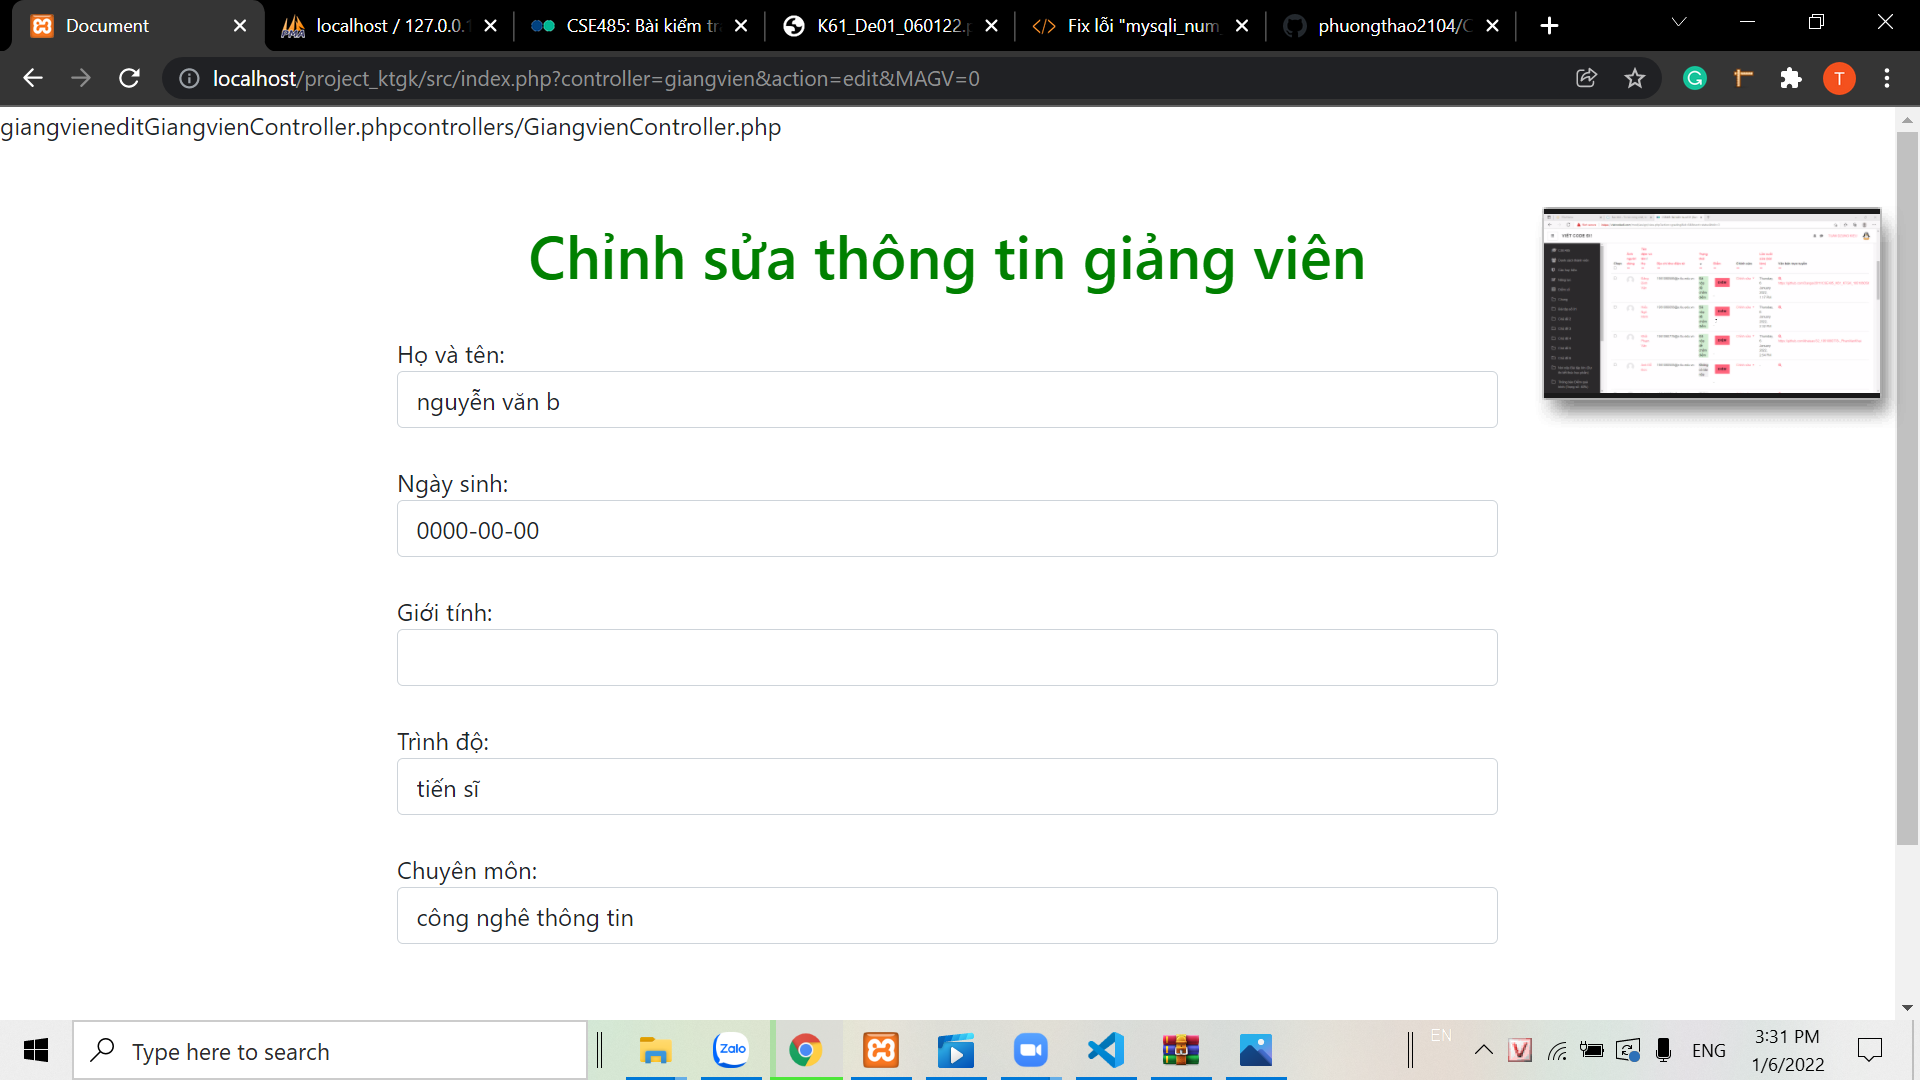 Document
localhost / 127.0.0.1
CSE485: Bài kiểm tr
K61_De01_060122.p
Fix lỗi "mysqli_num_
phuongthao2104/C
localhost/project_ktgk/src/index.php?controller=giangvien&action=edit&MAGV=0
T
giangvieneditGiangvienController.phpcontrollers/GiangvienController.php
Chỉnh sửa thông tin giảng viên
Họ và tên:
nguyễn văn b
Ngày sinh:
0000-00-00
Giới tính:
Trình độ:
tiến sĩ
Chuyên môn:
công nghê thông tin
Type here to search
Zalo
EN
ENG
3:31 PM
1/6/2022